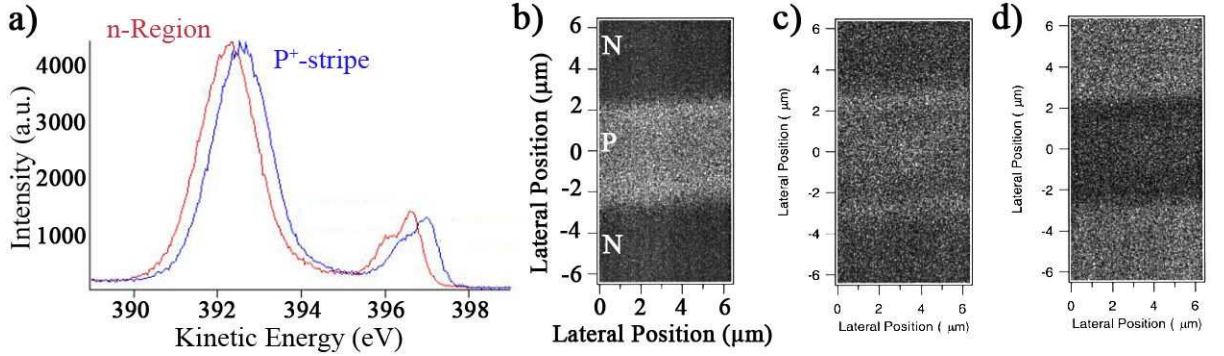 a)
n-Region
P⁺-stripe
4000
3000
2000
1000
Intensity (a.u.)
390 392 394 396 398
Kinetic Energy (eV)
b)
N
P
N
6
4
2
0
-2
-4
-6
Lateral Position (μm)
0 2 4 6
Lateral Position (μm)
c)
6
4
2
0
-2
-4
-6
Lateral Position ( μm)
0 2 4 6
Lateral Position ( μm)
d)
6
4
2
0
-2
-4
-6
Lateral Position ( μm)
0 2 4 6
Lateral Position ( μm)